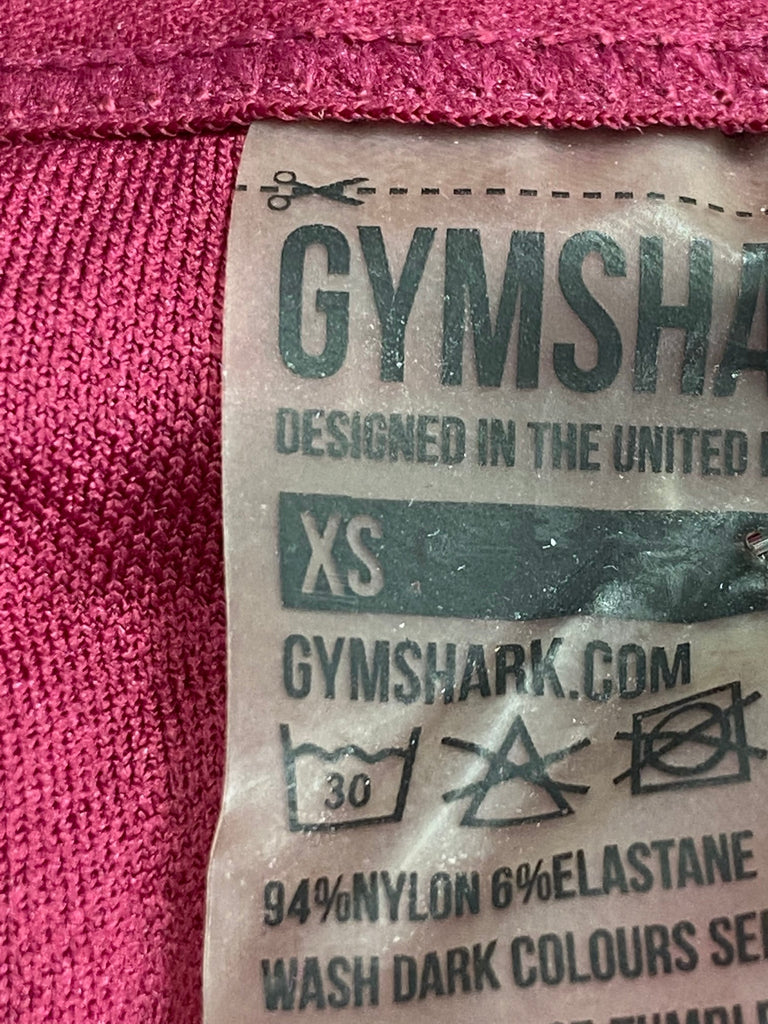 GYMSHA
DESIGNED IN THE UNITED
XS
GYMSHARK.COM
30
94%NYLON 6%ELASTANE
WASH DARK COLOURS SE